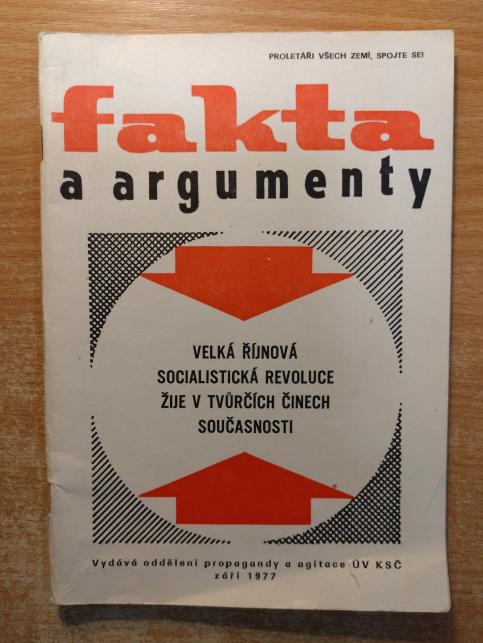 PROLETÁŘI VŠECH ZEMÍ, SPOJTE SE!
fakta
a argumenty
VELKÁ ŘÍJNOVÁ
SOCIALISTICKÁ REVOLUCE
ŽIJE V TVŮRČÍCH ČINECH
SOUČASNOSTI
Vydává oddělení propagandy a agitace ÚV KSČ
září 1977